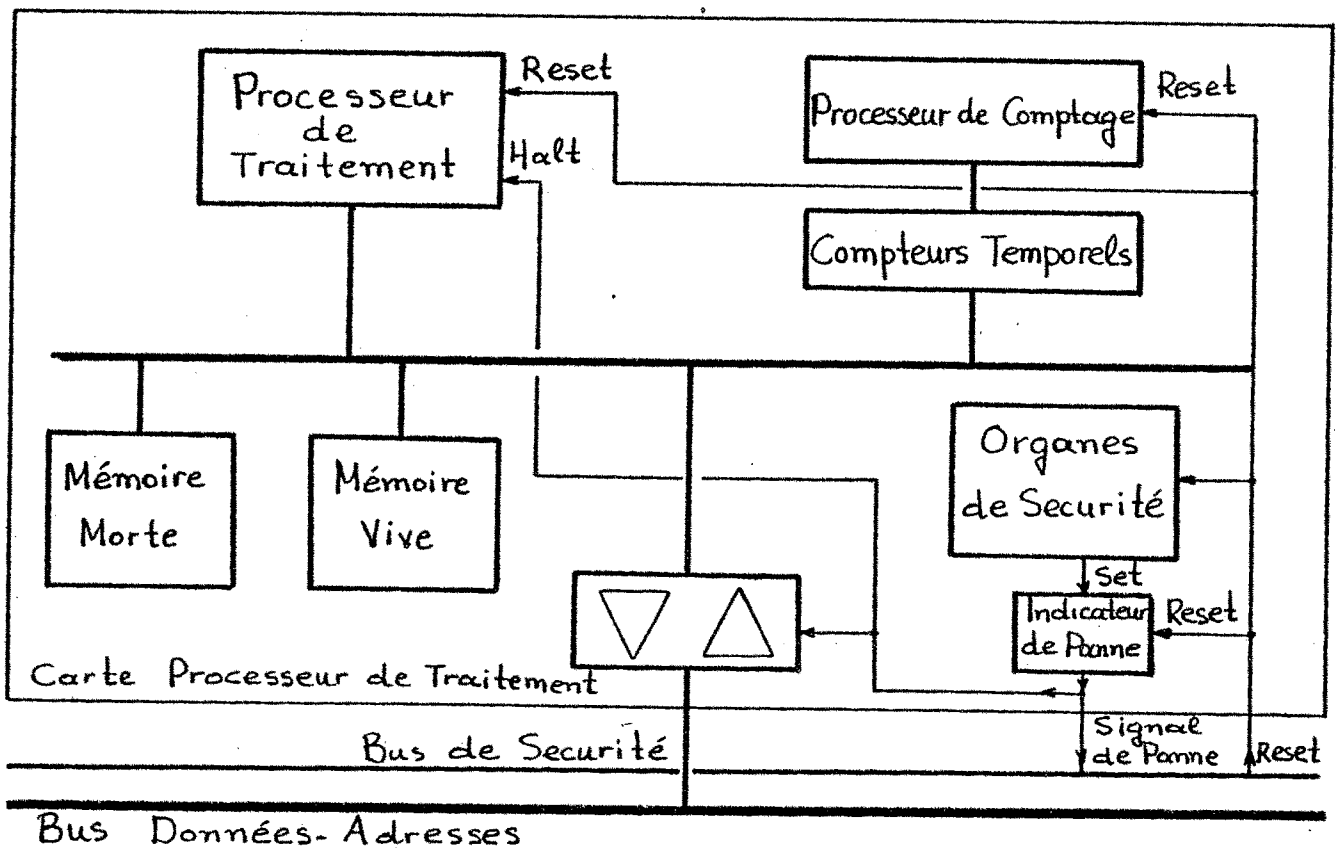 Processeur
de
Traitement
Reset
Halt
Processeur de Comptage
Reset
Compteurs Temporels
Mémoire
Morte
Mémoire
Vive
Organes
de Securité
Set
Indicateur
de Panne
Reset
Carte Processeur de Traitement
Signal
de Panne
Reset
Bus de Securité
Bus Données-Adresses